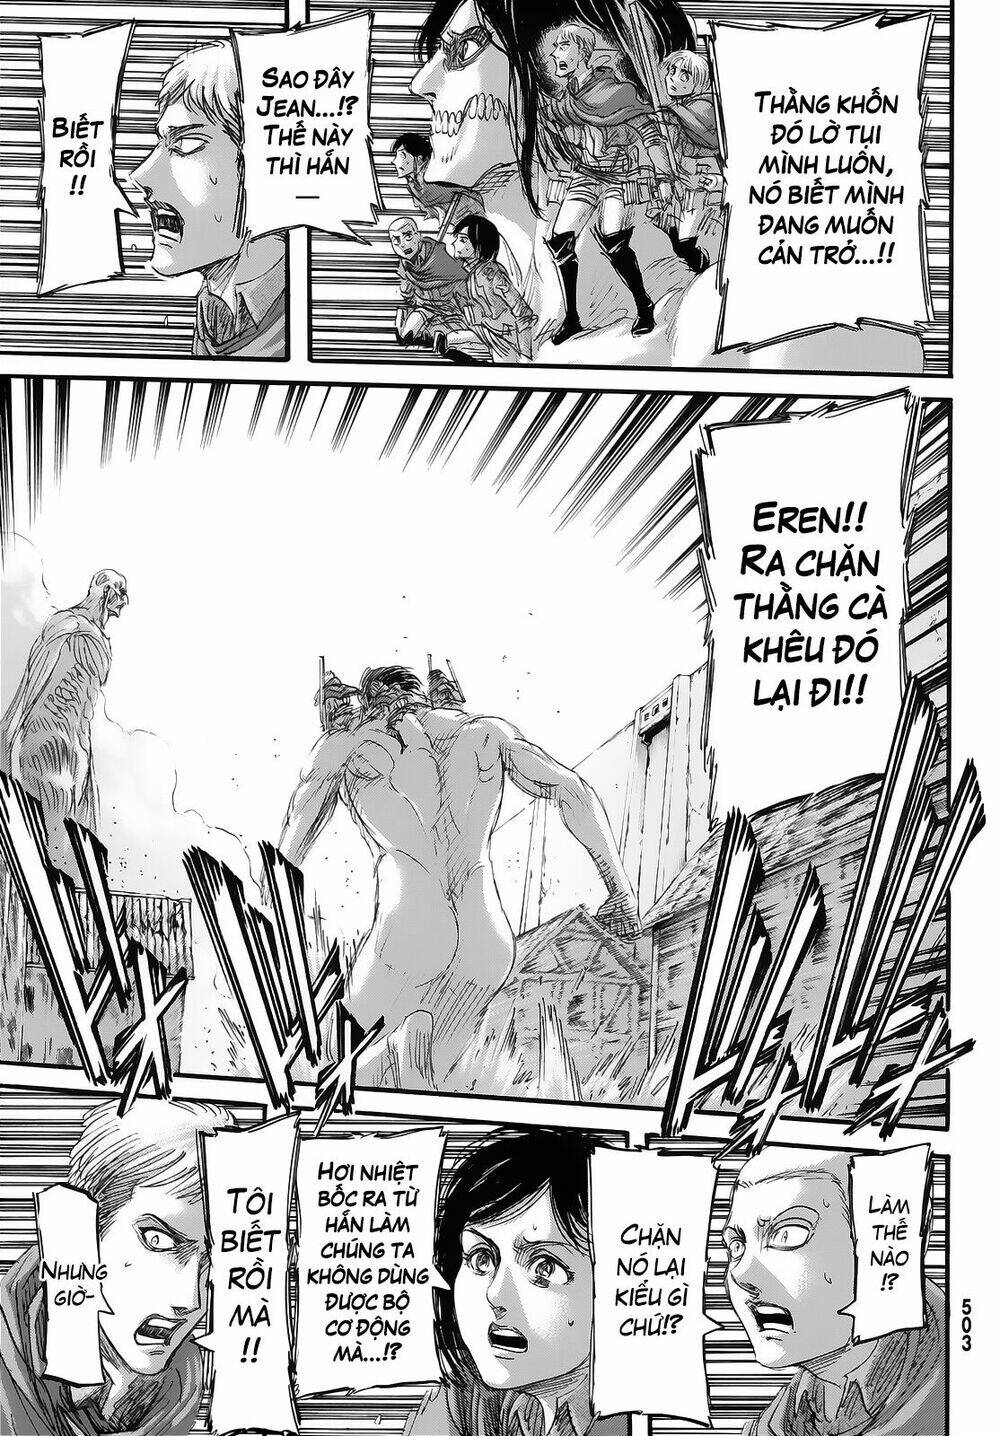 THẰNG KHỐN
ĐÓ LỜ TỤI
MÌNH LUÔN,
NÓ BIẾT MÌNH
ĐANG MUỐN
CẢN TRỞ...!!
SAO ĐÂY
JEAN...!?
THẾ NÀY
THÌ HẮN
—
BIẾT
RỒI
!!
EREN!!
RA CHẶN
THẰNG CÀ
KHÊU ĐÓ
LẠI ĐI!!
LÀM
THẾ
NÀO
!?
CHẶN
NÓ LẠI
KIỂU GÌ
CHỨ!?
HƠI NHIỆT
BỐC RA TỪ
HẮN LÀM
CHÚNG TA
KHÔNG DÙNG
ĐƯỢC BỘ
CƠ ĐỘNG
MÀ...!?
TÔI
BIẾT
RỒI
MÀ
!!
NHƯNG
GIỜ-
503